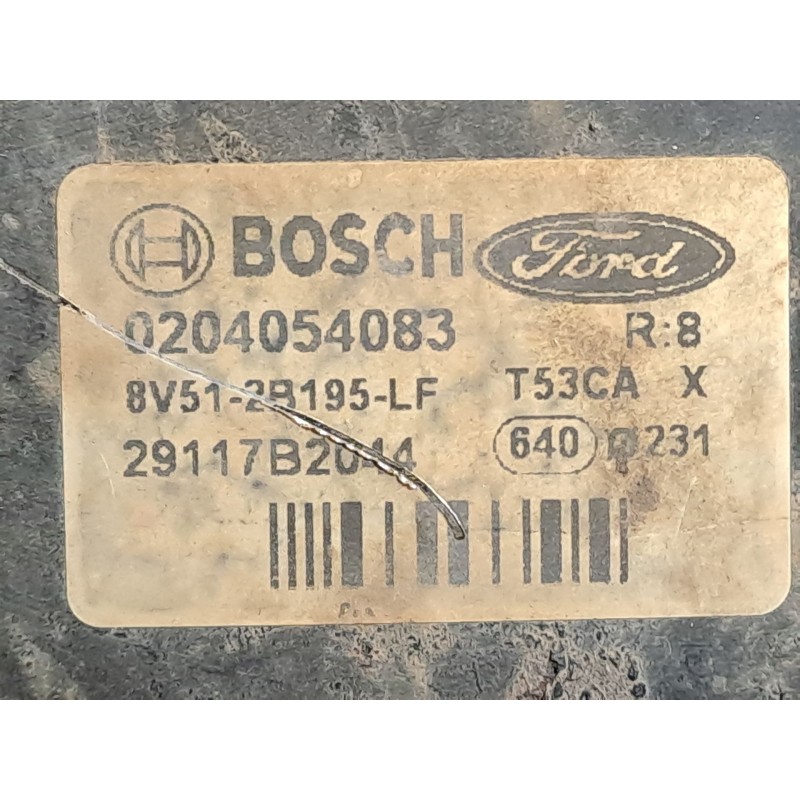 BOSCH Ford
0204054083 R:8
8V51-2B195-LF T53CA X
29117B2044 640 231